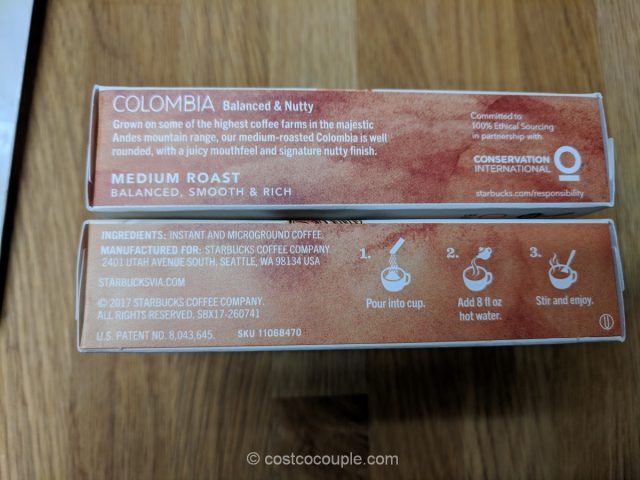 COLOMBIA Balanced & Nutty
Grown on some of the highest coffee farms in the majestic
Andes mountain range, our medium-roasted Colombia is well
rounded, with a juicy mouthfeel and signature nutty finish.
MEDIUM ROAST
BALANCED, SMOOTH & RICH
Committed to
100% Ethical Sourcing
in partnership with
CONSERVATION
INTERNATIONAL
starbucks.com/responsibility
INGREDIENTS: INSTANT AND MICROGROUND COFFEE.
MANUFACTURED FOR: STARBUCKS COFFEE COMPANY
2401 UTAH AVENUE SOUTH, SEATTLE, WA 98134 USA
STARBUCKSVIA.COM
© 2017 STARBUCKS COFFEE COMPANY.
ALL RIGHTS RESERVED. SBX17-260741
U.S. PATENT NO. 8,043,645. SKU 11068470
1.
Pour into cup.
2.
Add 8 fl oz
hot water.
3.
Stir and enjoy.
© costcocouple.com